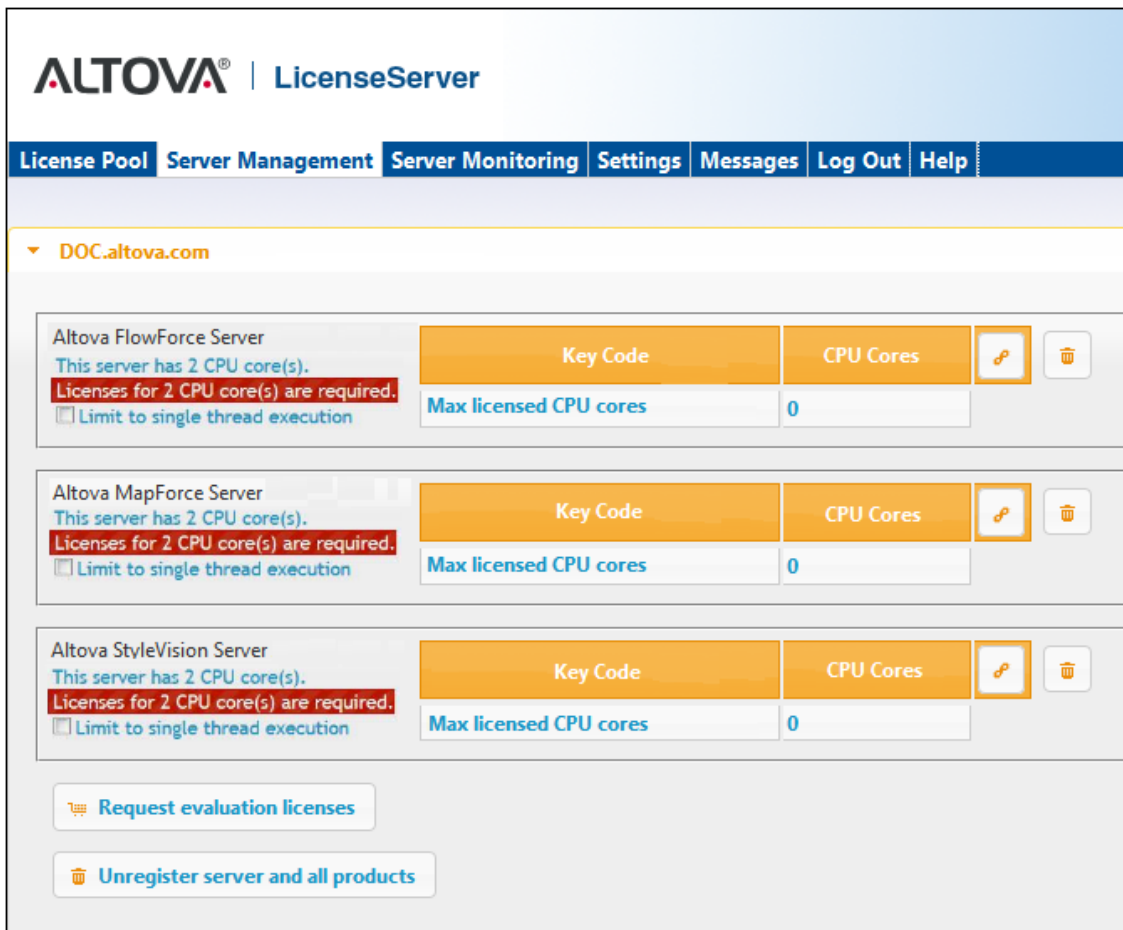 ALTOVA® | LicenseServer
License Pool Server Management Server Monitoring Settings Messages Log Out Help
DOC.altova.com
Altova FlowForce Server
This server has 2 CPU core(s).
Licenses for 2 CPU core(s) are required.
Limit to single thread execution
Key Code CPU Cores
Max licensed CPU cores 0
Altova MapForce Server
This server has 2 CPU core(s).
Licenses for 2 CPU core(s) are required.
Limit to single thread execution
Key Code CPU Cores
Max licensed CPU cores 0
Altova StyleVision Server
This server has 2 CPU core(s).
Licenses for 2 CPU core(s) are required.
Limit to single thread execution
Key Code CPU Cores
Max licensed CPU cores 0
Request evaluation licenses
Unregister server and all products